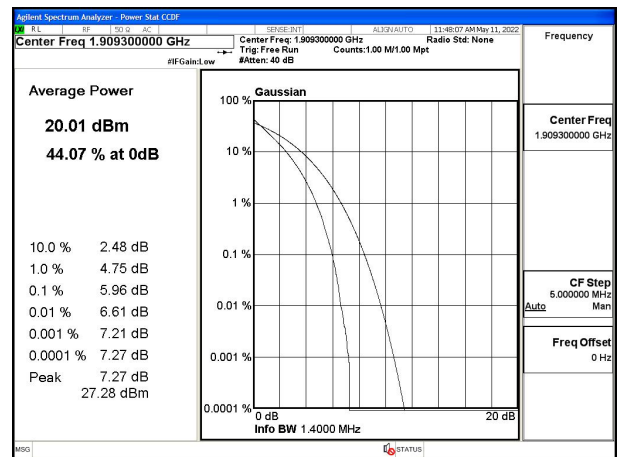 Agilent Spectrum Analyzer - Power Stat CCDF
RL RF 50 Ω AC SENSE:INT ALIGN AUTO 11:48:07 AM May 11, 2022
Center Freq 1.909300000 GHz
Center Freq: 1.909300000 GHz Radio Std: None
Trig: Free Run Counts:1.00 M/1.00 Mpt
#IFGain:Low #Atten: 40 dB
Frequency
Average Power
20.01 dBm
44.07 % at 0dB
10.0 % 2.48 dB
1.0 % 4.75 dB
0.1 % 5.96 dB
0.01 % 6.61 dB
0.001 % 7.21 dB
0.0001 % 7.27 dB
Peak 7.27 dB
27.28 dBm
Gaussian
100 %
10 %
1 %
0.1 %
0.01 %
0.001 %
0.0001 %
0 dB 20 dB
Info BW 1.4000 MHz
Center Freq
1.909300000 GHz
CF Step
5.000000 MHz
Auto Man
Freq Offset
0 Hz
MSG STATUS